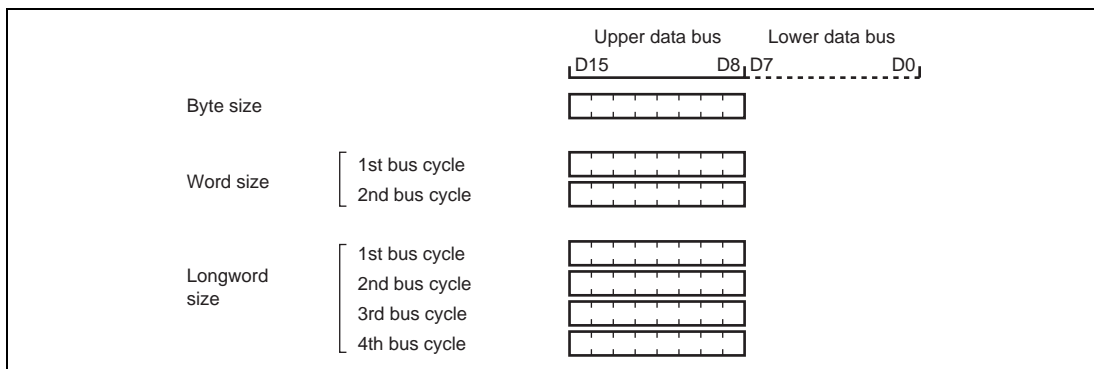 Upper data bus Lower data bus
D15 D8 D7 D0
Byte size
Word size
1st bus cycle
2nd bus cycle
Longword
size
1st bus cycle
2nd bus cycle
3rd bus cycle
4th bus cycle